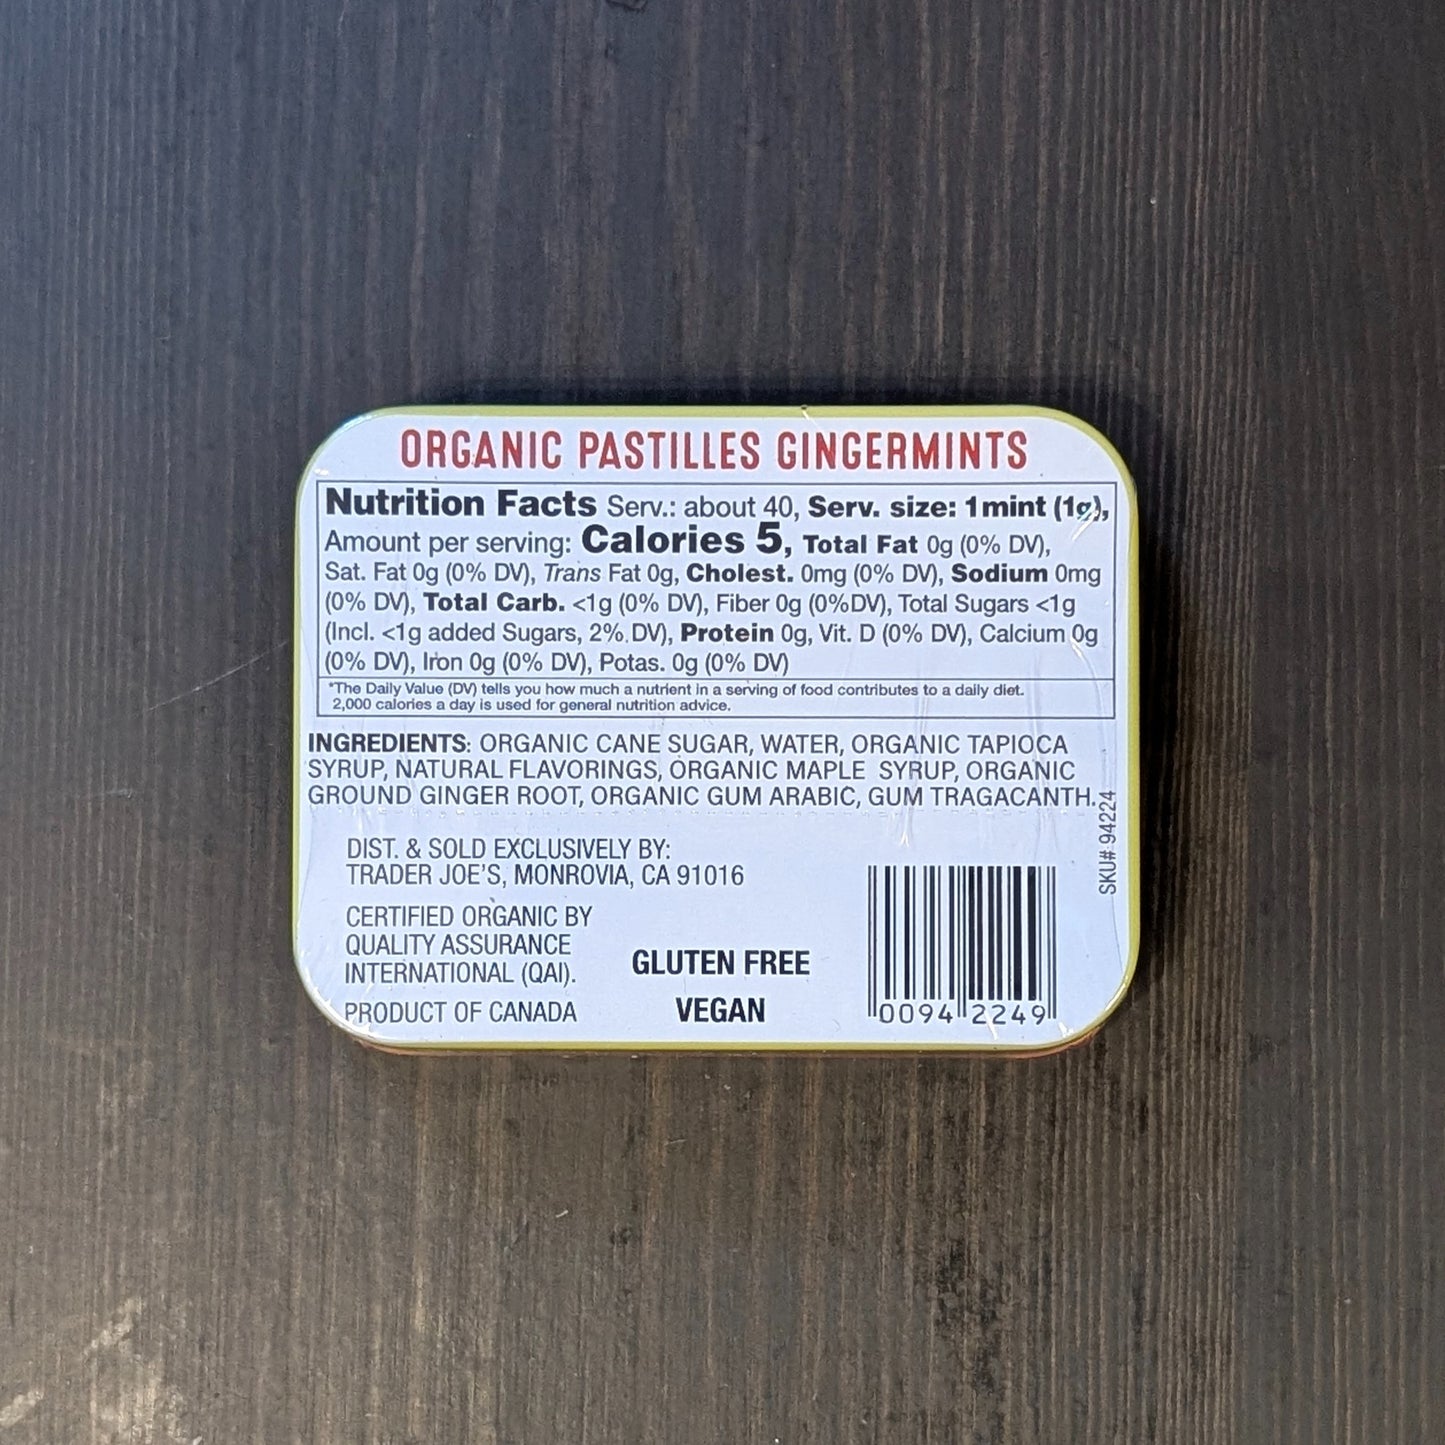 ORGANIC PASTILLES GINGERMINTS
Nutrition Facts Serv.: about 40, Serv. size: 1 mint (1g),
Amount per serving: Calories 5, Total Fat 0g (0% DV),
Sat. Fat 0g (0% DV), Trans Fat 0g, Cholest. 0mg (0% DV), Sodium 0mg
(0% DV), Total Carb. <1g (0% DV), Fiber 0g (0%DV), Total Sugars <1g
(Incl. <1g added Sugars, 2% DV), Protein 0g, Vit. D (0% DV), Calcium 0g
(0% DV), Iron 0g (0% DV), Potas. 0g (0% DV)
*The Daily Value (DV) tells you how much a nutrient in a serving of food contributes to a daily diet.
2,000 calories a day is used for general nutrition advice.
INGREDIENTS: ORGANIC CANE SUGAR, WATER, ORGANIC TAPIOCA
SYRUP, NATURAL FLAVORINGS, ORGANIC MAPLE SYRUP, ORGANIC
GROUND GINGER ROOT, ORGANIC GUM ARABIC, GUM TRAGACANTH.
SKU# 94224
DIST. & SOLD EXCLUSIVELY BY:
TRADER JOE'S, MONROVIA, CA 91016
CERTIFIED ORGANIC BY
QUALITY ASSURANCE
INTERNATIONAL (QAI).
PRODUCT OF CANADA
GLUTEN FREE
VEGAN
0094 2249